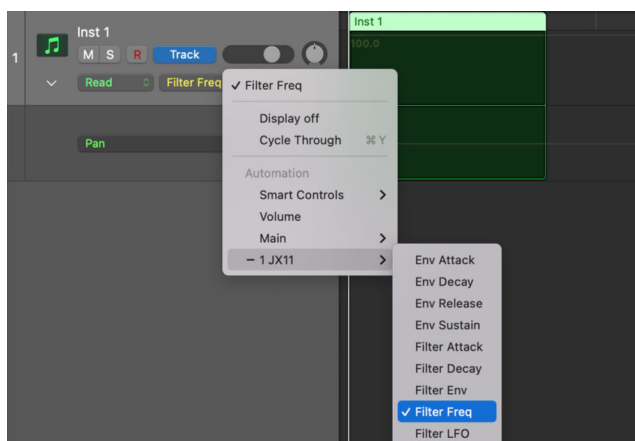 Inst 1
Inst 1
100.0
1
M S R Track
Read Filter Freq
✓ Filter Freq
Display off
Cycle Through ⌘ Y
Pan
Automation
Smart Controls
Volume
Main
– 1 JX11
Env Attack
Env Decay
Env Release
Env Sustain
Filter Attack
Filter Decay
Filter Env
✓ Filter Freq
Filter LFO